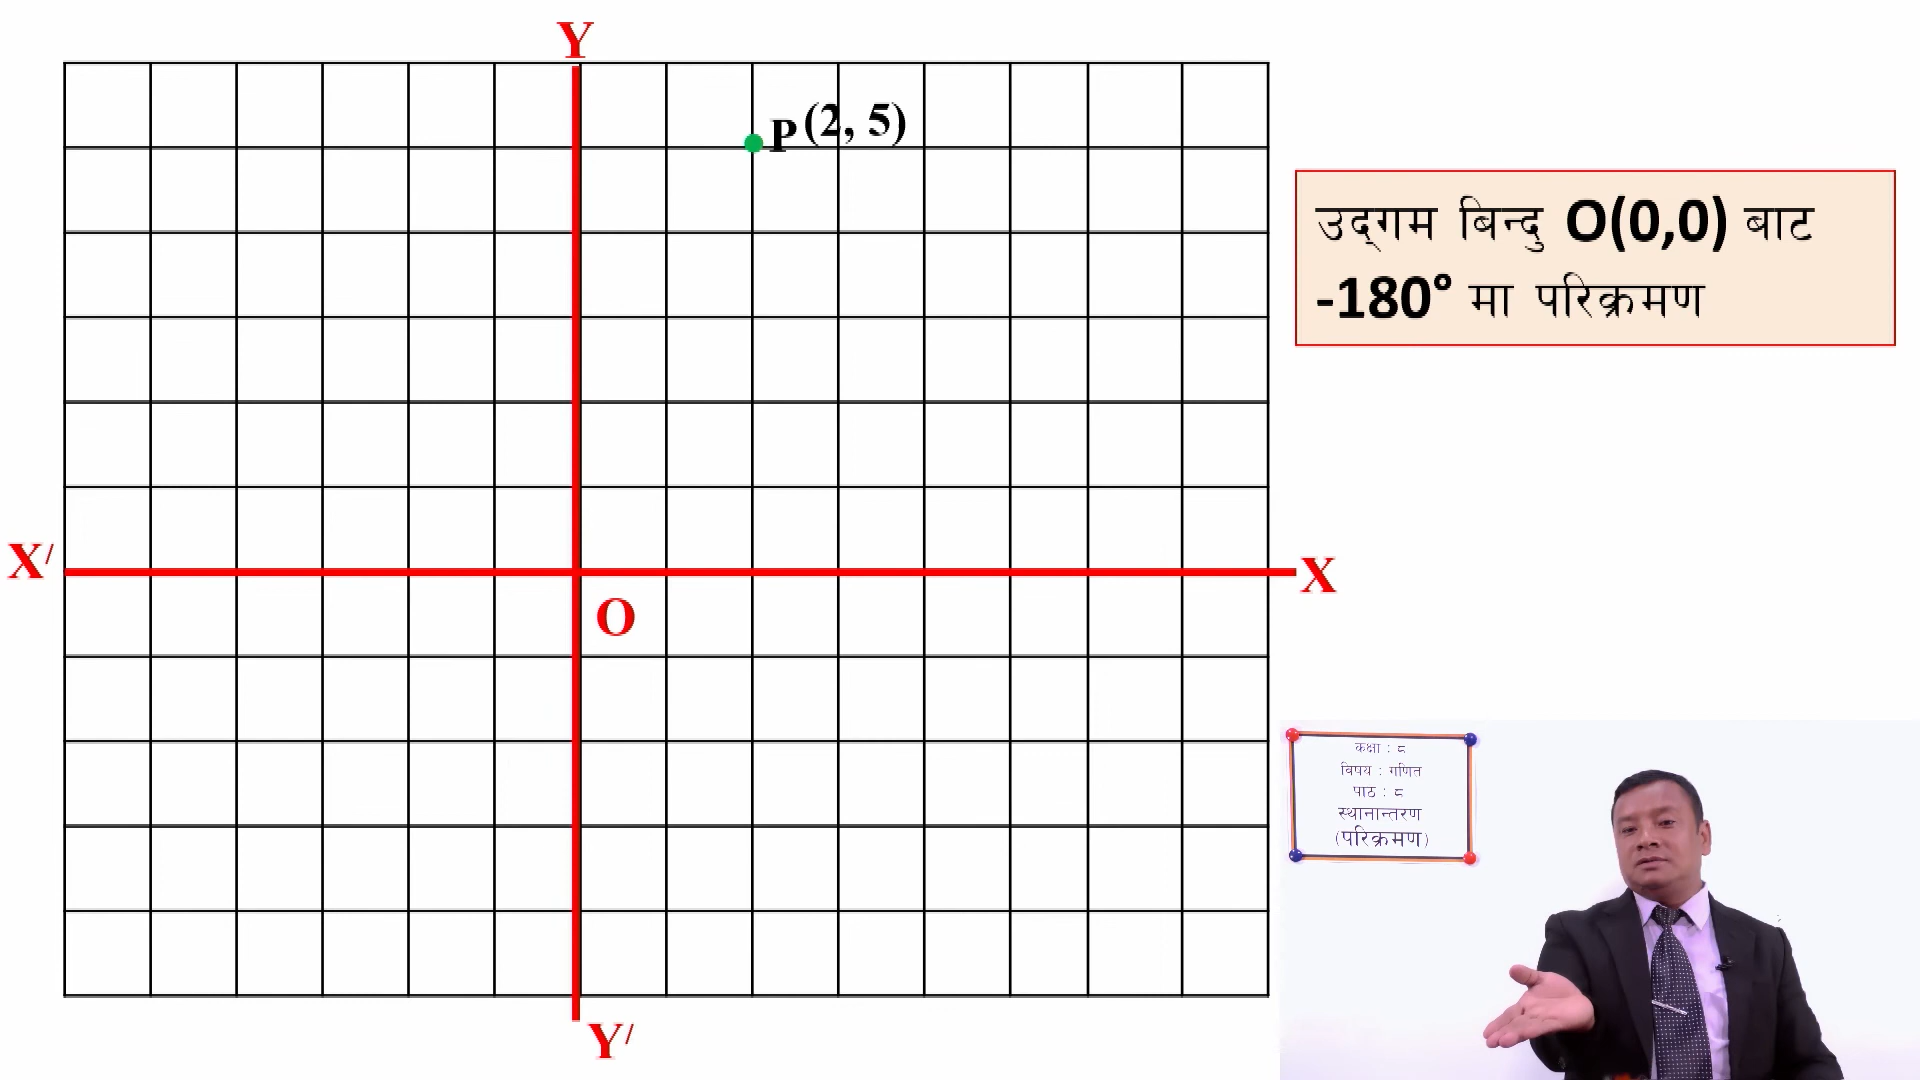 Y
P (2, 5)
उद्गम बिन्दु O(0,0) बाट
-180° मा परिक्रमण
X/
X
O
Y/
कक्षा : ८
विषय : गणित
पाठ : ८
स्थानान्तरण
(परिक्रमण)